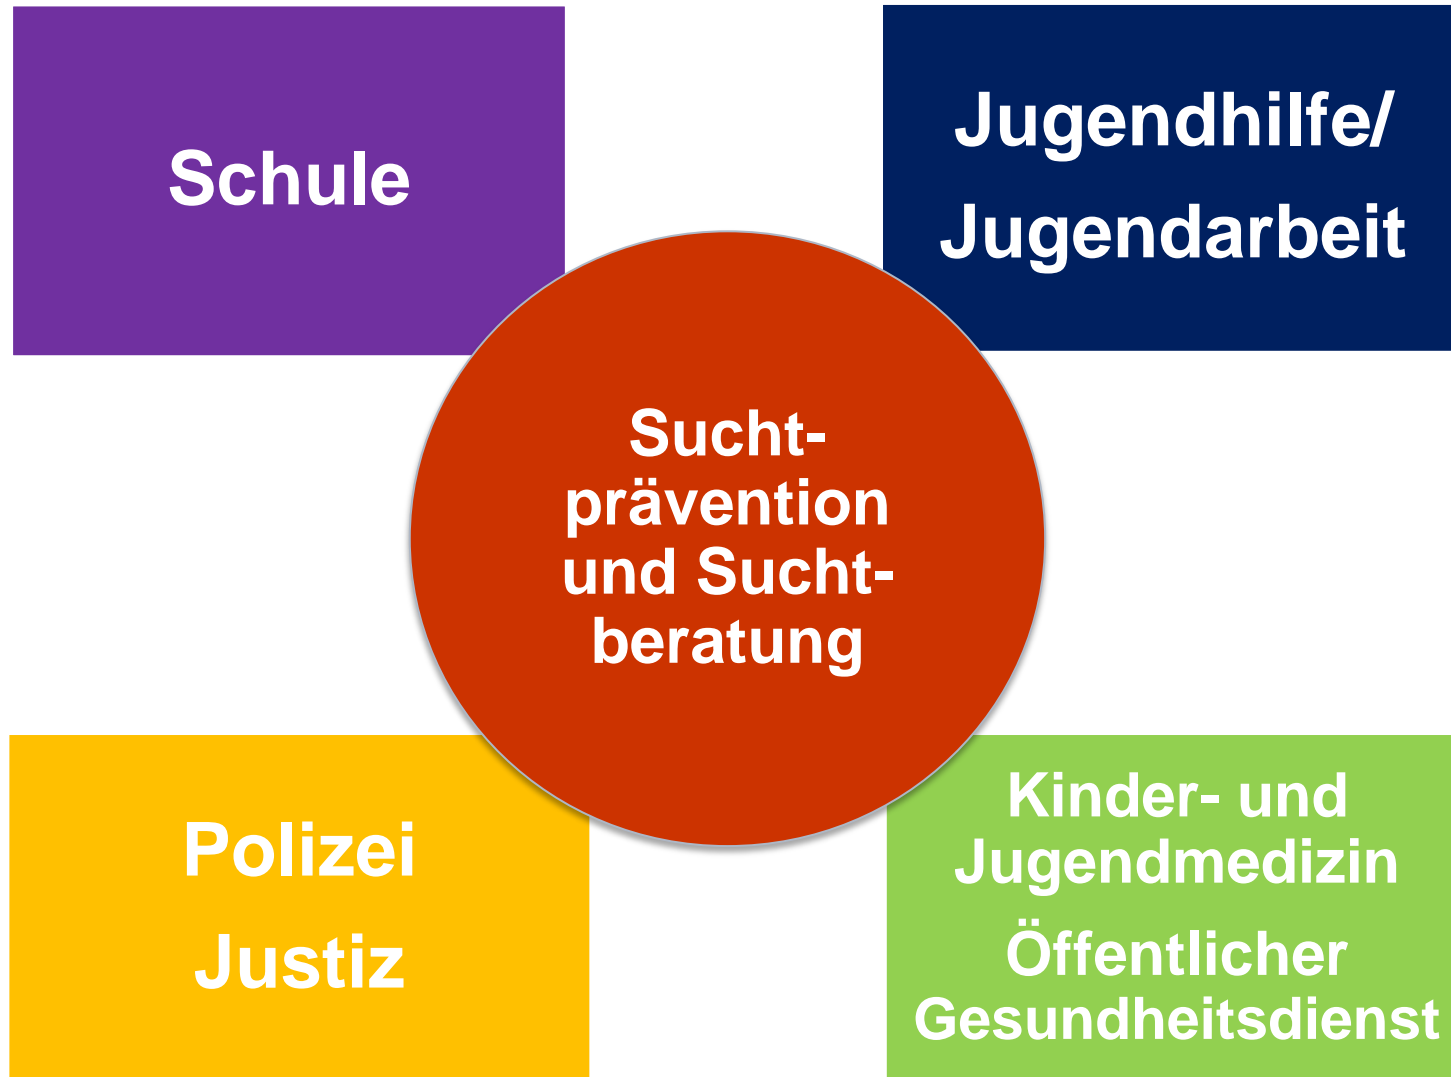 Schule
Jugendhilfe/
Jugendarbeit
Sucht-
prävention
und Sucht-
beratung
Polizei
Justiz
Kinder- und
Jugendmedizin
Öffentlicher
Gesundheitsdienst